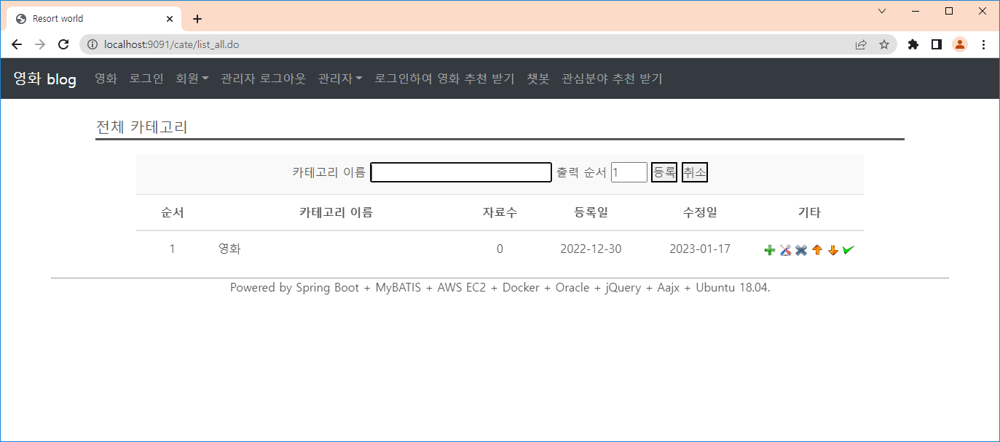 Resort world
localhost:9091/cate/list_all.do
영화 blog 영화 로그인 회원 관리자 로그아웃 관리자 로그인하여 영화 추천 받기 챗봇 관심분야 추천 받기
전체 카테고리
카테고리 이름 출력 순서 1 등록 취소
순서 카테고리 이름 자료수 등록일 수정일 기타
1 영화 0 2022-12-30 2023-01-17
Powered by Spring Boot + MyBATIS + AWS EC2 + Docker + Oracle + jQuery + Aajx + Ubuntu 18.04.